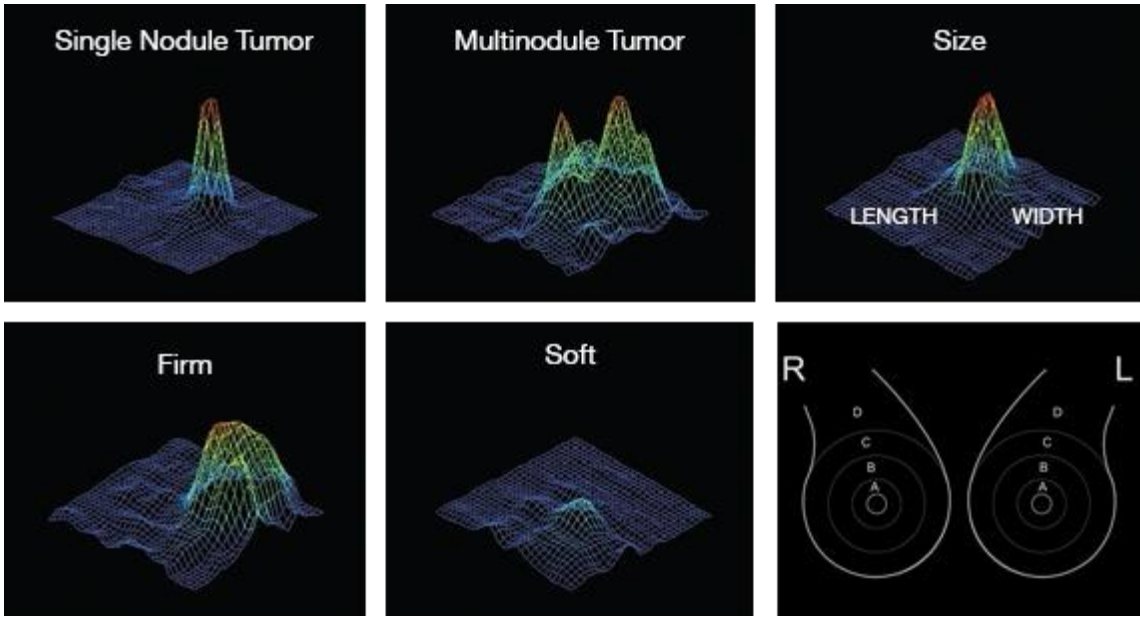 Single Nodule Tumor
Multinodule Tumor
Size
LENGTH WIDTH
Firm
Soft
R L
D D
C C
B B
A A